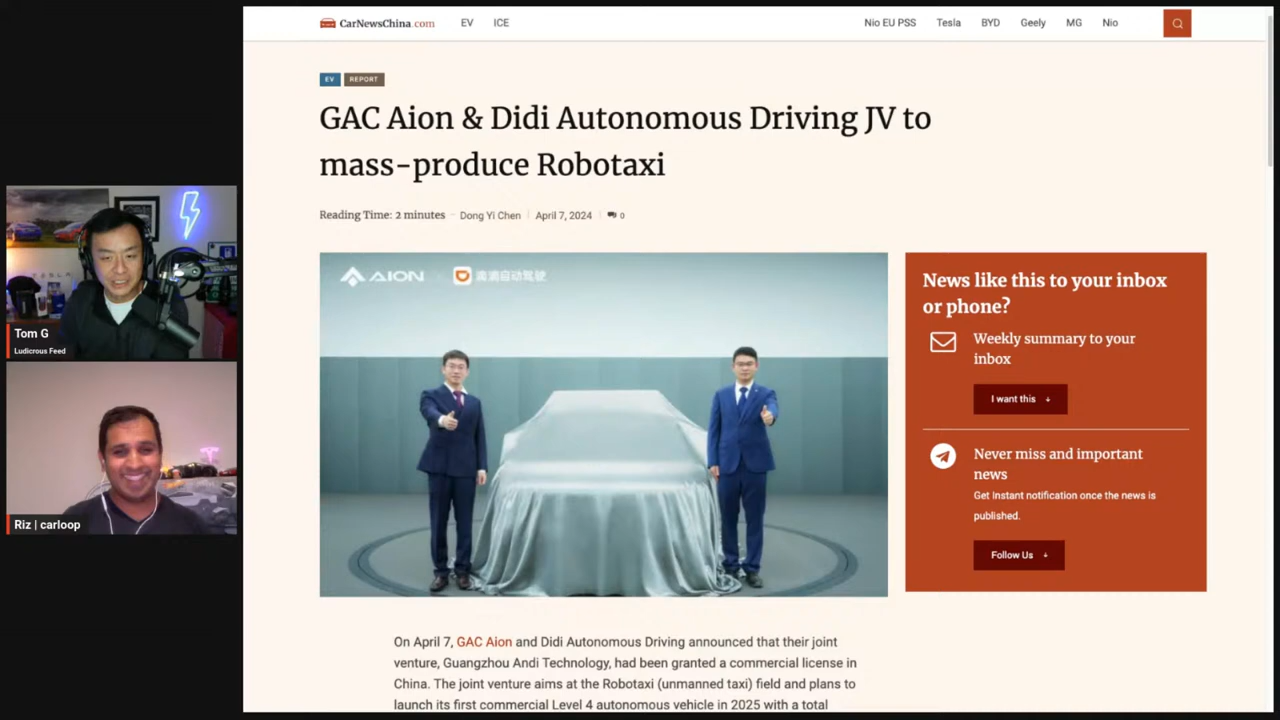 CarNewsChina.com
EV
ICE
Nio EU PSS
Tesla
BYD
Geely
MG
Nio
EV
REPORT
GAC Aion & Didi Autonomous Driving JV to
mass-produce Robotaxi
Reading Time: 2 minutes
Dong Yi Chen
April 7, 2024
0
AION
滴滴自动驾驶
News like this to your inbox
or phone?
Weekly summary to your
inbox
I want this
Never miss and important
news
Get Instant notification once the news is
published.
Follow Us
On April 7, GAC Aion and Didi Autonomous Driving announced that their joint
venture, Guangzhou Andi Technology, had been granted a commercial license in
China. The joint venture aims at the Robotaxi (unmanned taxi) field and plans to
launch its first commercial Level 4 autonomous vehicle in 2025 with a total
Tom G
Ludicrous Feed
Riz | carloop